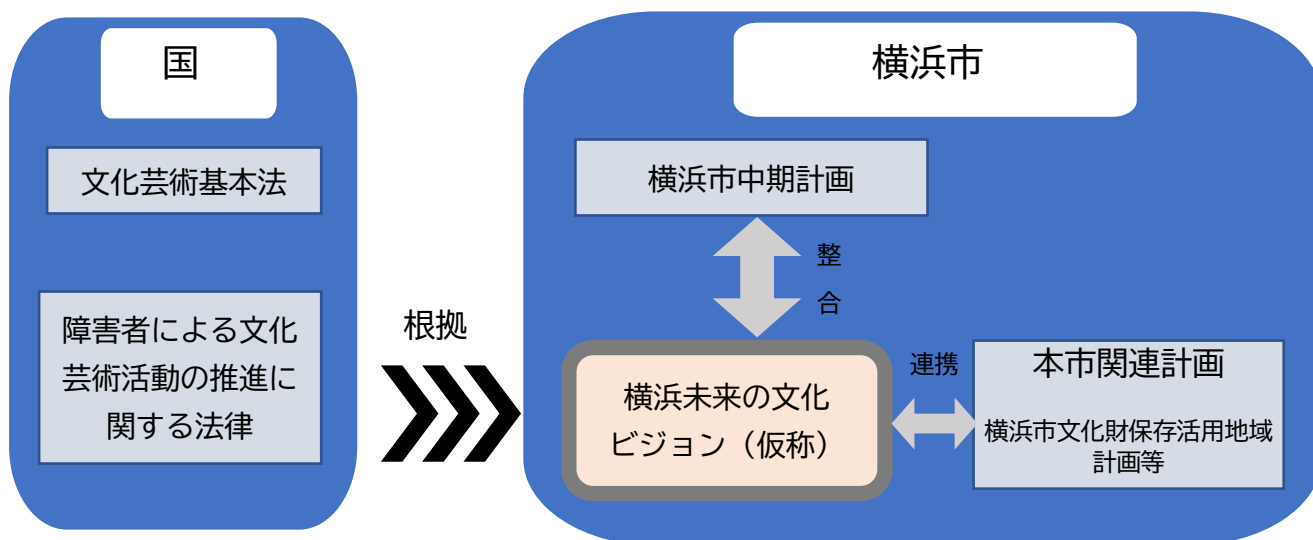 国
文化芸術基本法
障害者による文化
芸術活動の推進に
関する法律
根拠
横浜市
横浜市中期計画
整
合
横浜未来の文化
ビジョン（仮称）
連携
本市関連計画
横浜市文化財保存活用地域
計画等